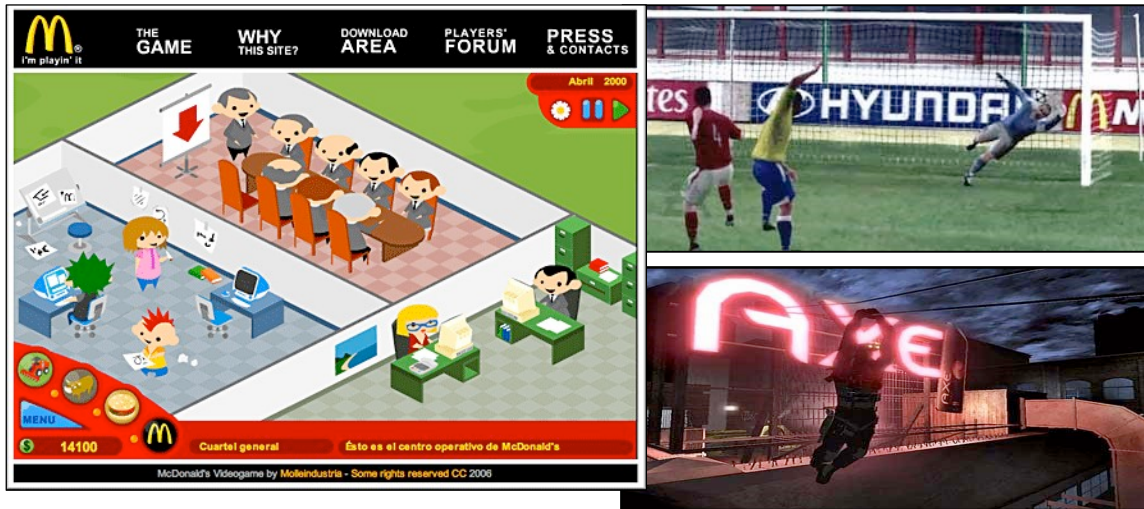 i'm playin' it
THE GAME
WHY THIS SITE?
DOWNLOAD AREA
PLAYERS' FORUM
PRESS & CONTACTS
Abril 2000
MENU
14100
Cuartel general
Ésto es el centro operativo de McDonald's
McDonald's Videogame by Molleindustria - Some rights reserved CC 2006
HYUNDAI
4
AXE
AXE